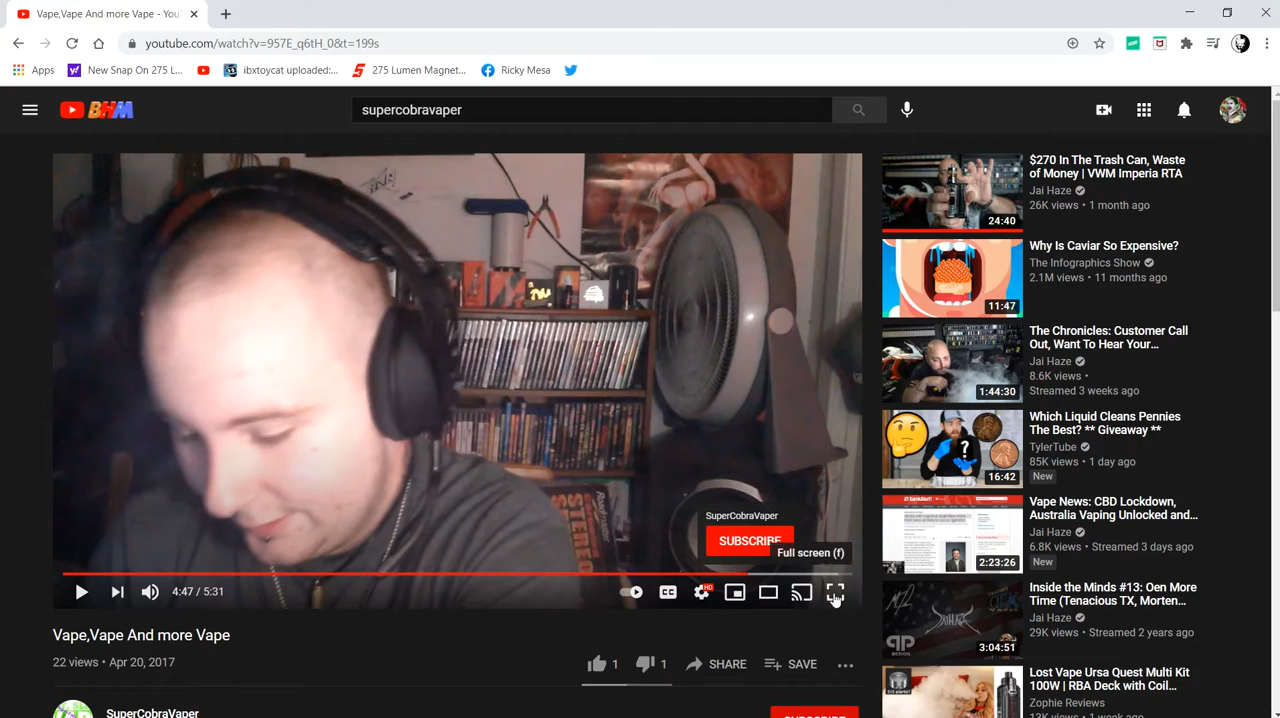 Vape,Vape And more Vape - You
youtube.com/watch?v=957E_q6tH_0&t=199s
Apps
New Snap On 275 L...
ibxtoycat uploaded:...
275 Lumen Magnet...
Ricky Mesa
BHM
supercobravaper
SuperCobraVaper
SUBSCRIBE
Full screen (f)
4:47 / 5:31
CC
HD
Vape,Vape And more Vape
22 views • Apr 20, 2017
1
1
SHARE
SAVE
SuperCobraVaper
SUBSCRIBE
24:40
$270 In The Trash Can, Waste
of Money | VWM Imperia RTA
Jai Haze
26K views • 1 month ago
11:47
Why Is Caviar So Expensive?
The Infographics Show
2.1M views • 11 months ago
1:44:30
The Chronicles: Customer Call
Out, Want To Hear Your...
Jai Haze
8.6K views •
Streamed 3 weeks ago
16:42
Which Liquid Cleans Pennies
The Best? ** Giveaway **
TylerTube
85K views • 1 day ago
New
2:23:26
Vape News: CBD Lockdown,
Australia Vaping Unlocked and...
Jai Haze
6.8K views • Streamed 3 days ago
New
3:04:51
Inside the Minds #13: Oen More
Time (Tenacious TX, Morten...
Jai Haze
29K views • Streamed 2 years ago
Lost Vape Ursa Quest Multi Kit
100W | RBA Deck with Coil...
Zophie Reviews